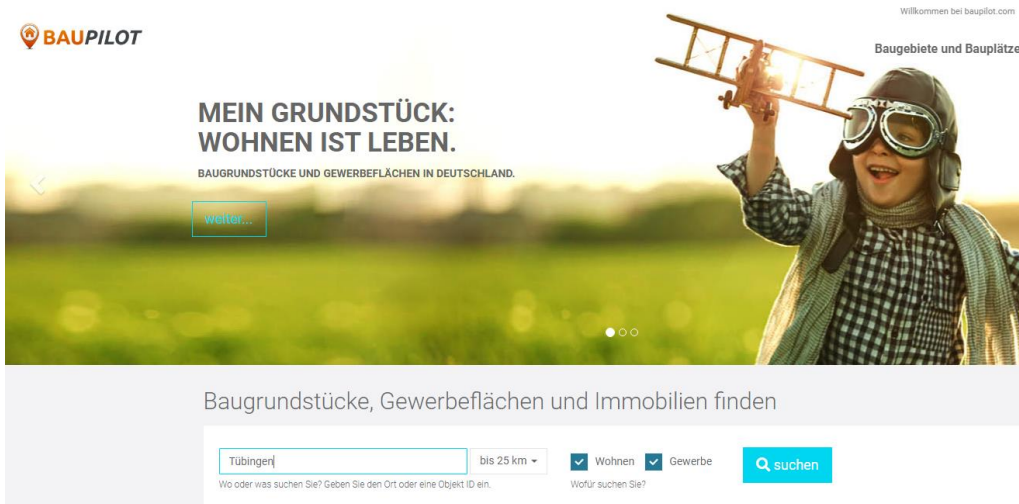 Willkommen bei baupilot.com
BAUPILOT
Baugebiete und Bauplätze
MEIN GRUNDSTÜCK:
WOHNEN IST LEBEN.
BAUGRUNDSTÜCKE UND GEWERBEFLÄCHEN IN DEUTSCHLAND.
weiter...
Baugrundstücke, Gewerbeflächen und Immobilien finden
Tübingen bis 25 km Wohnen Gewerbe suchen
Wo oder was suchen Sie? Geben Sie den Ort oder eine Objekt ID ein. Wofür suchen Sie?